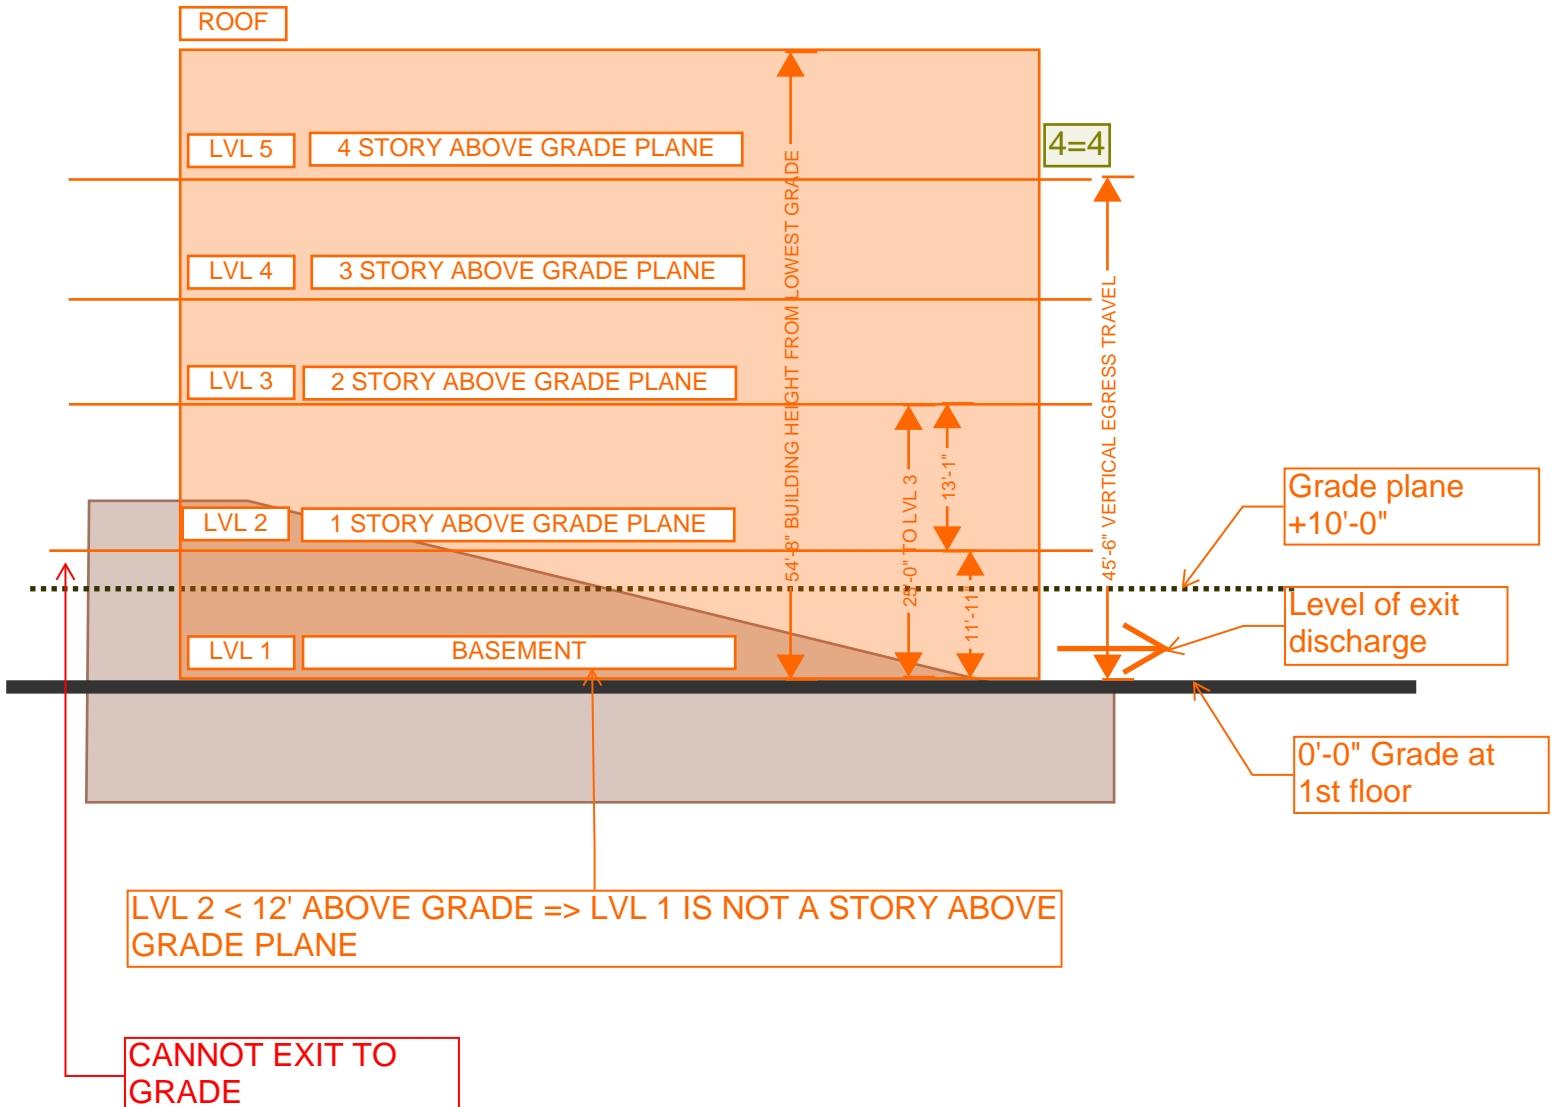 ROOF
LVL 5
4 STORY ABOVE GRADE PLANE
4=4
LVL 4
3 STORY ABOVE GRADE PLANE
LVL 3
2 STORY ABOVE GRADE PLANE
54'-8" BUILDING HEIGHT FROM LOWEST GRADE
45'-6" VERTICAL EGRESS TRAVEL
25'-0" TO LVL 3
13'-1"
11'-11"
LVL 2
1 STORY ABOVE GRADE PLANE
Grade plane
+10'-0"
Level of exit
discharge
LVL 1
BASEMENT
0'-0" Grade at
1st floor
LVL 2 < 12' ABOVE GRADE => LVL 1 IS NOT A STORY ABOVE
GRADE PLANE
CANNOT EXIT TO
GRADE